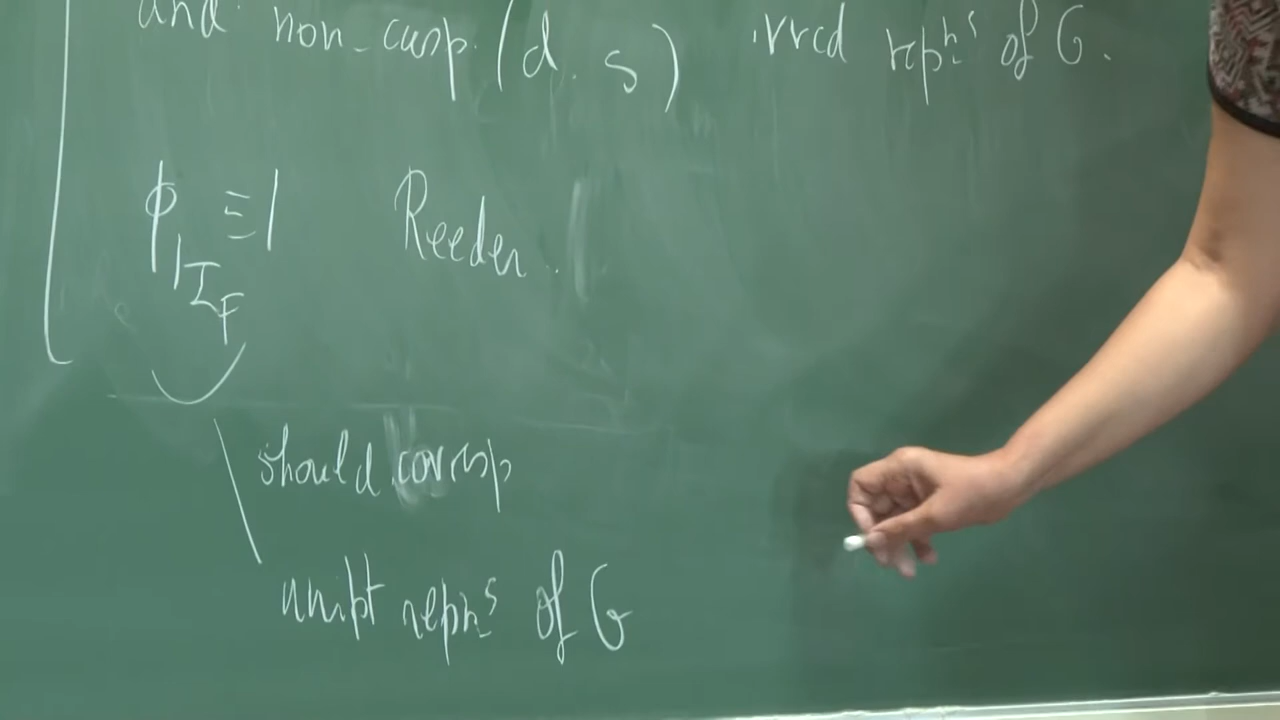 and non-cusp (d. s) irred repns of G.
ϕ|I_F ≡ 1 Reeder.
should corresp
unipt repns of G